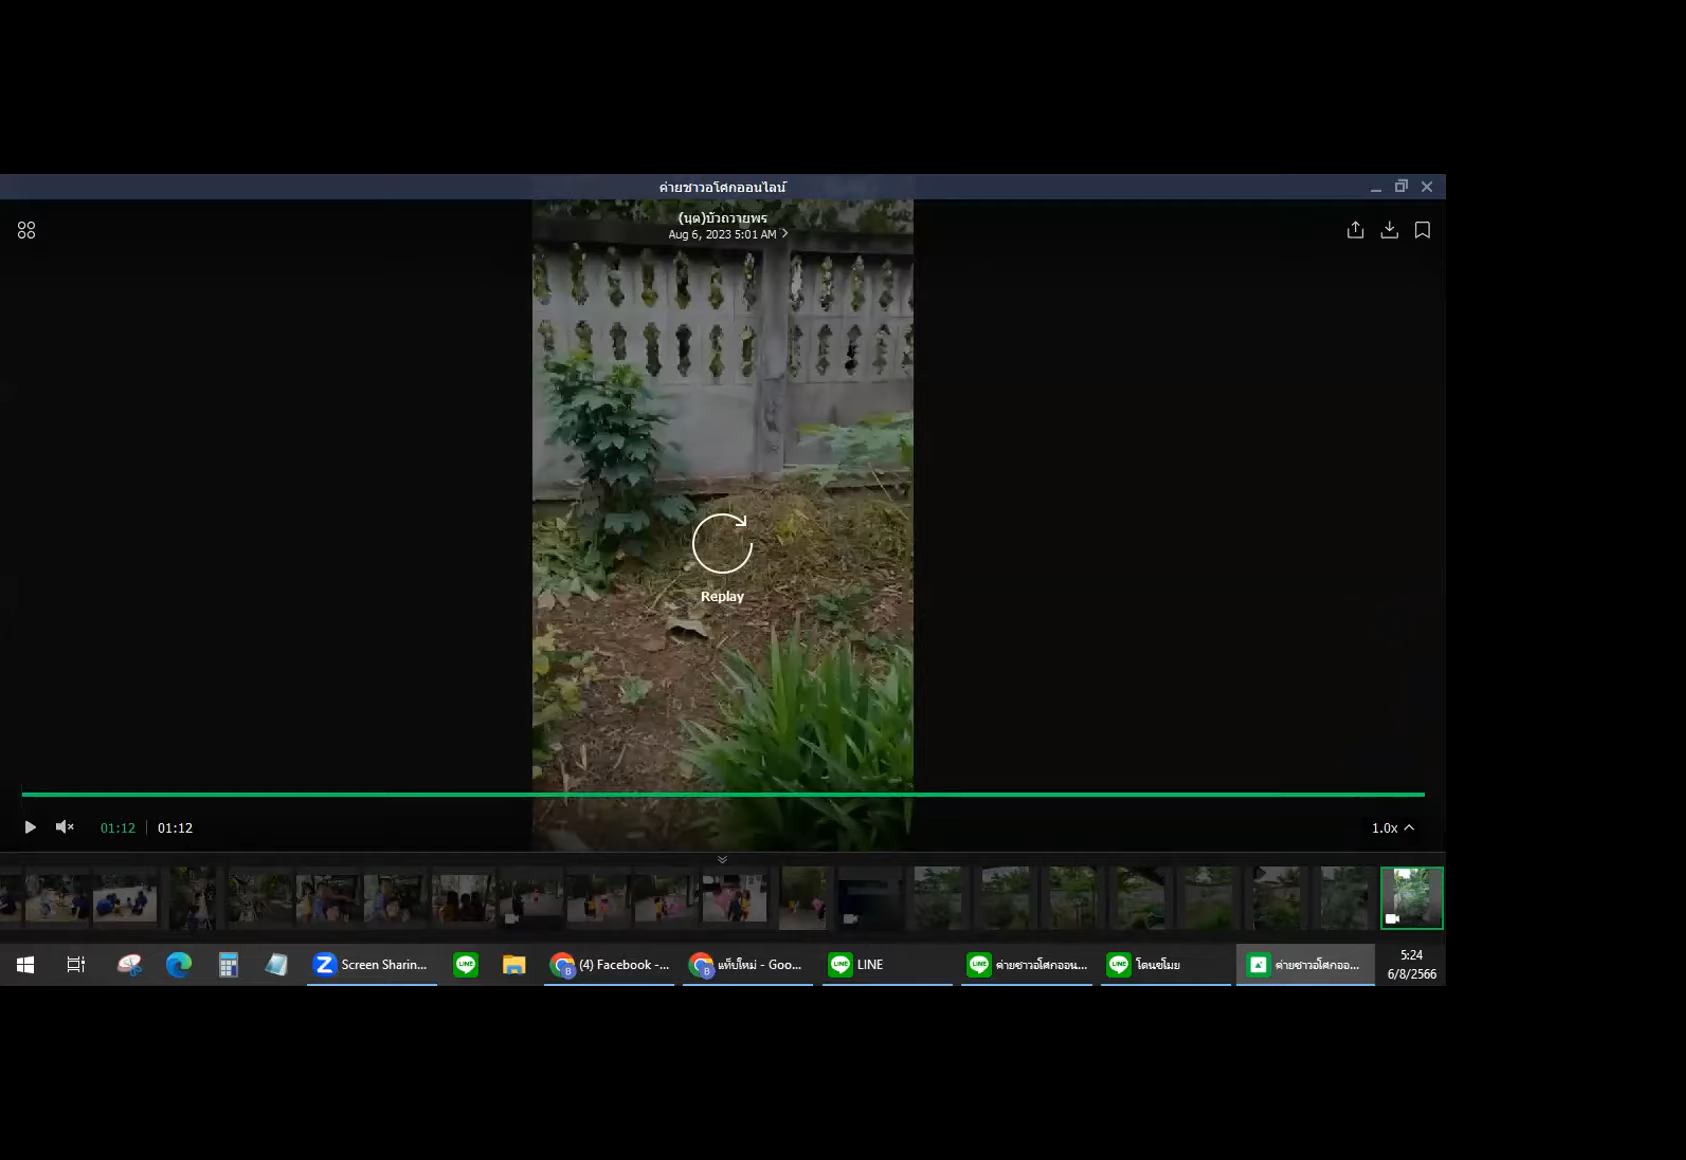 ค่ายชาวอโศกออนไลน์
(นุต)บัวถวายพร
Aug 6, 2023 5:01 AM
Replay
01:12 01:12
1.0x
Screen Sharin...
(4) Facebook -...
แท็บใหม่ - Goo...
LINE
ค่ายชาวอโศกออน...
โดนขโมย
ค่ายชาวอโศกออ...
5:24
6/8/2566